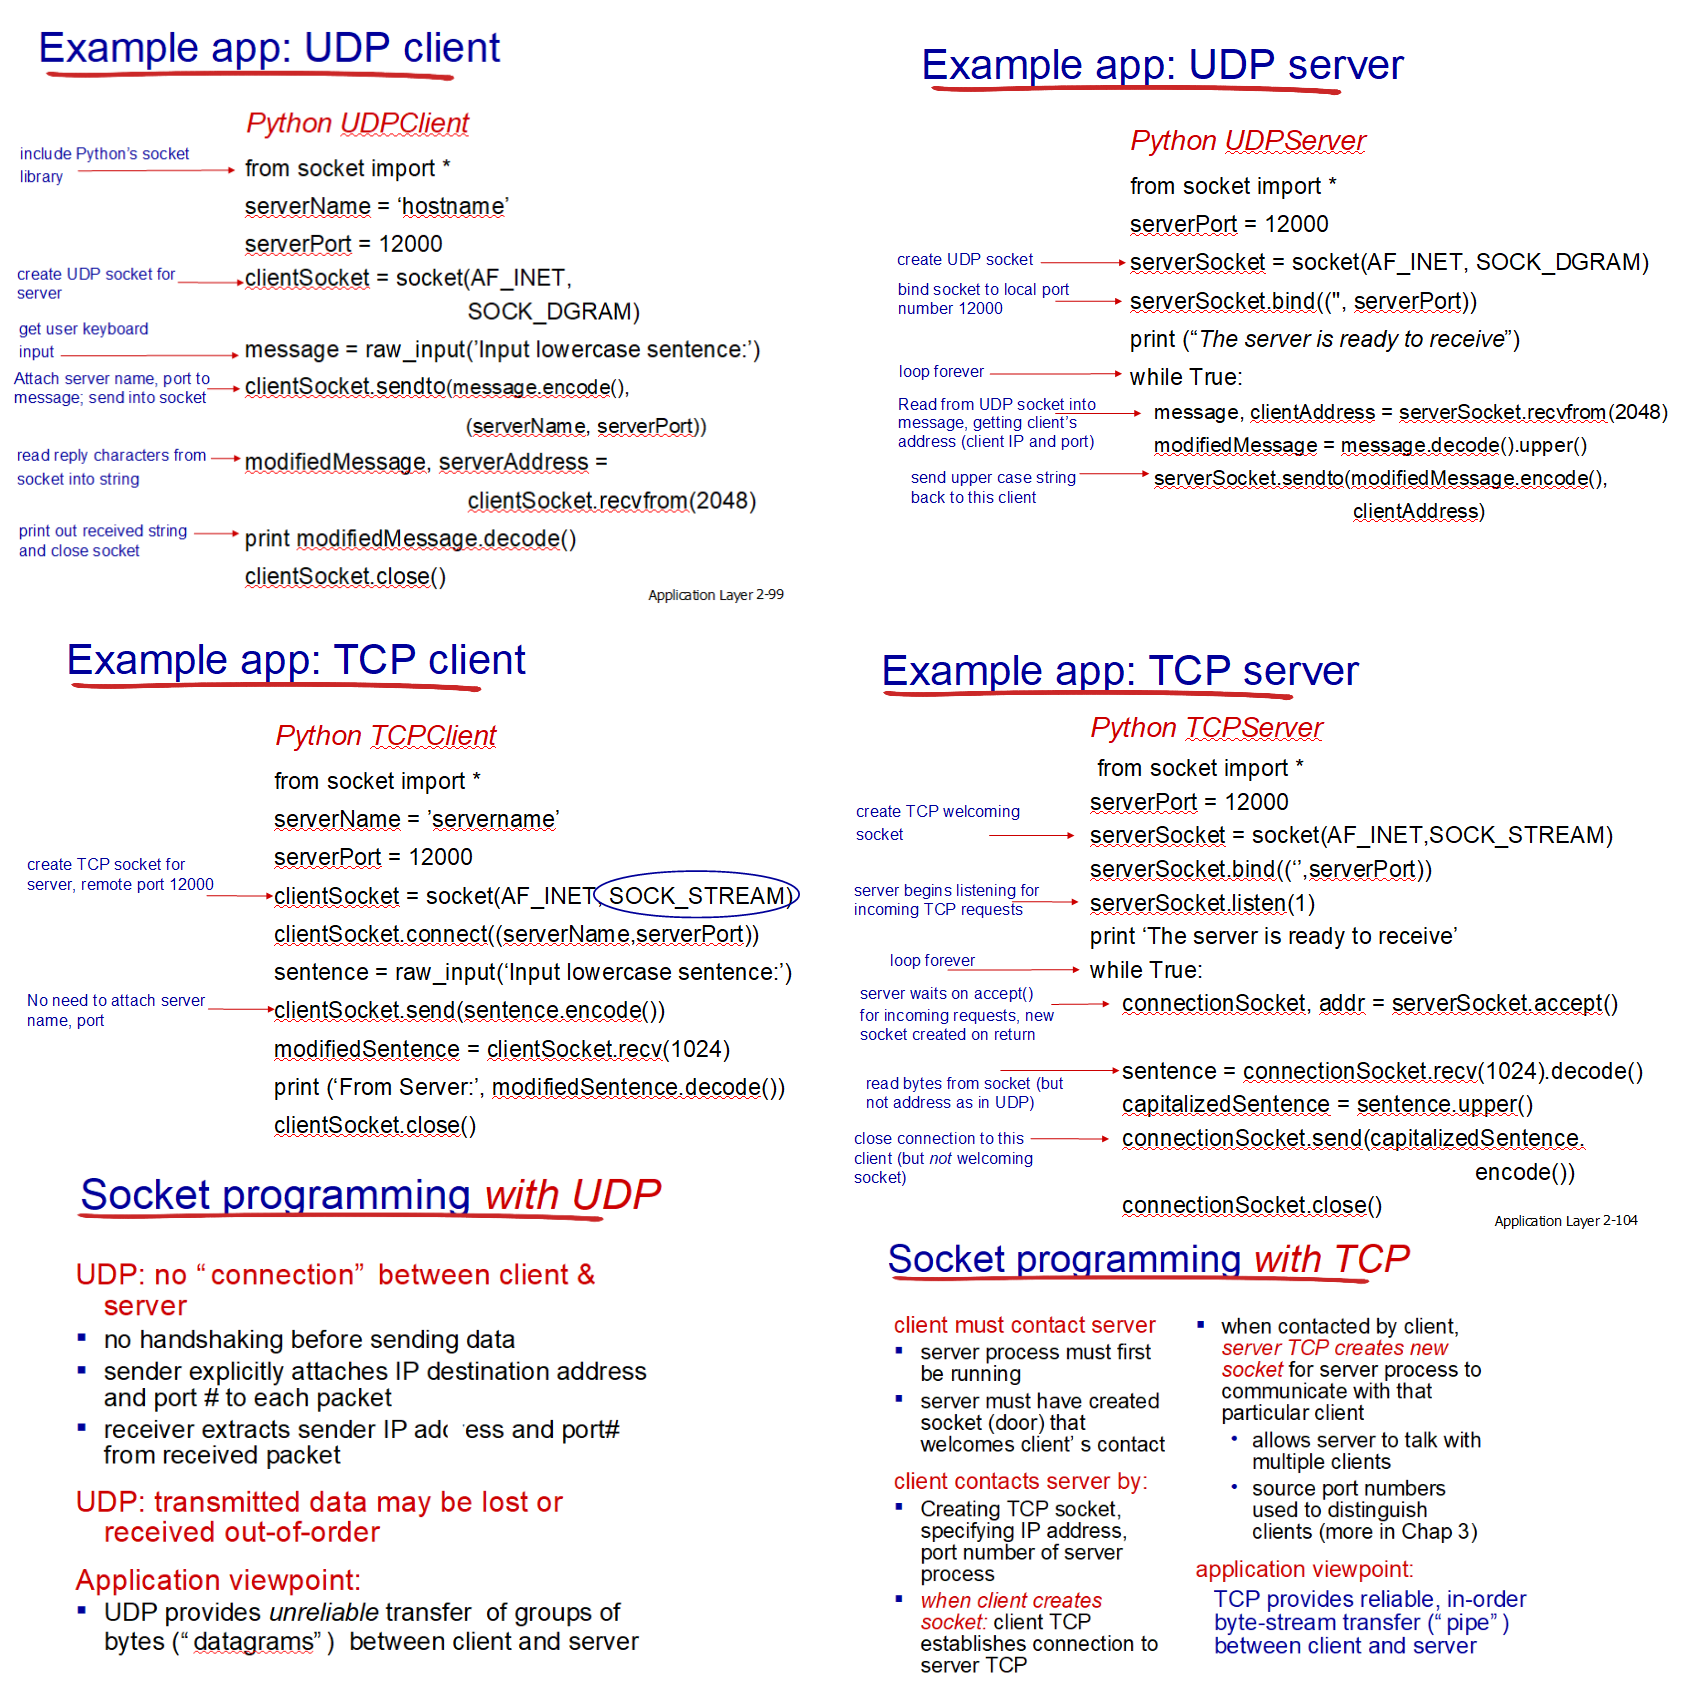 Example app: UDP client
Python UDPClient
include Python’s socket
library
from socket import *
serverName = ‘hostname’
serverPort = 12000
create UDP socket for
server
clientSocket = socket(AF_INET,
SOCK_DGRAM)
get user keyboard
input
message = raw_input(’Input lowercase sentence:’)
Attach server name, port to
message; send into socket
clientSocket.sendto(message.encode(),
(serverName, serverPort))
read reply characters from
socket into string
modifiedMessage, serverAddress =
clientSocket.recvfrom(2048)
print out received string
and close socket
print modifiedMessage.decode()
clientSocket.close()
Application Layer 2-99
Example app: UDP server
Python UDPServer
from socket import *
serverPort = 12000
create UDP socket
serverSocket = socket(AF_INET, SOCK_DGRAM)
bind socket to local port
number 12000
serverSocket.bind(('', serverPort))
print (“The server is ready to receive”)
loop forever
while True:
Read from UDP socket into
message, getting client’s
address (client IP and port)
message, clientAddress = serverSocket.recvfrom(2048)
modifiedMessage = message.decode().upper()
send upper case string
back to this client
serverSocket.sendto(modifiedMessage.encode(),
clientAddress)
Example app: TCP client
Python TCPClient
from socket import *
serverName = ’servername’
serverPort = 12000
create TCP socket for
server, remote port 12000
clientSocket = socket(AF_INET, SOCK_STREAM)
clientSocket.connect((serverName,serverPort))
sentence = raw_input(‘Input lowercase sentence:’)
No need to attach server
name, port
clientSocket.send(sentence.encode())
modifiedSentence = clientSocket.recv(1024)
print (‘From Server:’, modifiedSentence.decode())
clientSocket.close()
Example app: TCP server
Python TCPServer
from socket import *
serverPort = 12000
create TCP welcoming
socket
serverSocket = socket(AF_INET,SOCK_STREAM)
serverSocket.bind((‘’,serverPort))
server begins listening for
incoming TCP requests
serverSocket.listen(1)
print ‘The server is ready to receive’
loop forever
while True:
server waits on accept()
for incoming requests, new
socket created on return
connectionSocket, addr = serverSocket.accept()
read bytes from socket (but
not address as in UDP)
sentence = connectionSocket.recv(1024).decode()
capitalizedSentence = sentence.upper()
close connection to this
client (but not welcoming
socket)
connectionSocket.send(capitalizedSentence.
encode())
connectionSocket.close()
Application Layer 2-104
Socket programming with UDP
UDP: no “connection” between client &
server
▪ no handshaking before sending data
▪ sender explicitly attaches IP destination address
and port # to each packet
▪ receiver extracts sender IP ad ess and port#
from received packet
UDP: transmitted data may be lost or
received out-of-order
Application viewpoint:
▪ UDP provides unreliable transfer of groups of
bytes (“datagrams”) between client and server
Socket programming with TCP
client must contact server
▪ server process must first
be running
▪ server must have created
socket (door) that
welcomes client’s contact
client contacts server by:
▪ Creating TCP socket,
specifying IP address,
port number of server
process
▪ when client creates
socket: client TCP
establishes connection to
server TCP
▪ when contacted by client,
server TCP creates new
socket for server process to
communicate with that
particular client
• allows server to talk with
multiple clients
• source port numbers
used to distinguish
clients (more in Chap 3)
application viewpoint:
TCP provides reliable, in-order
byte-stream transfer (“pipe”)
between client and server